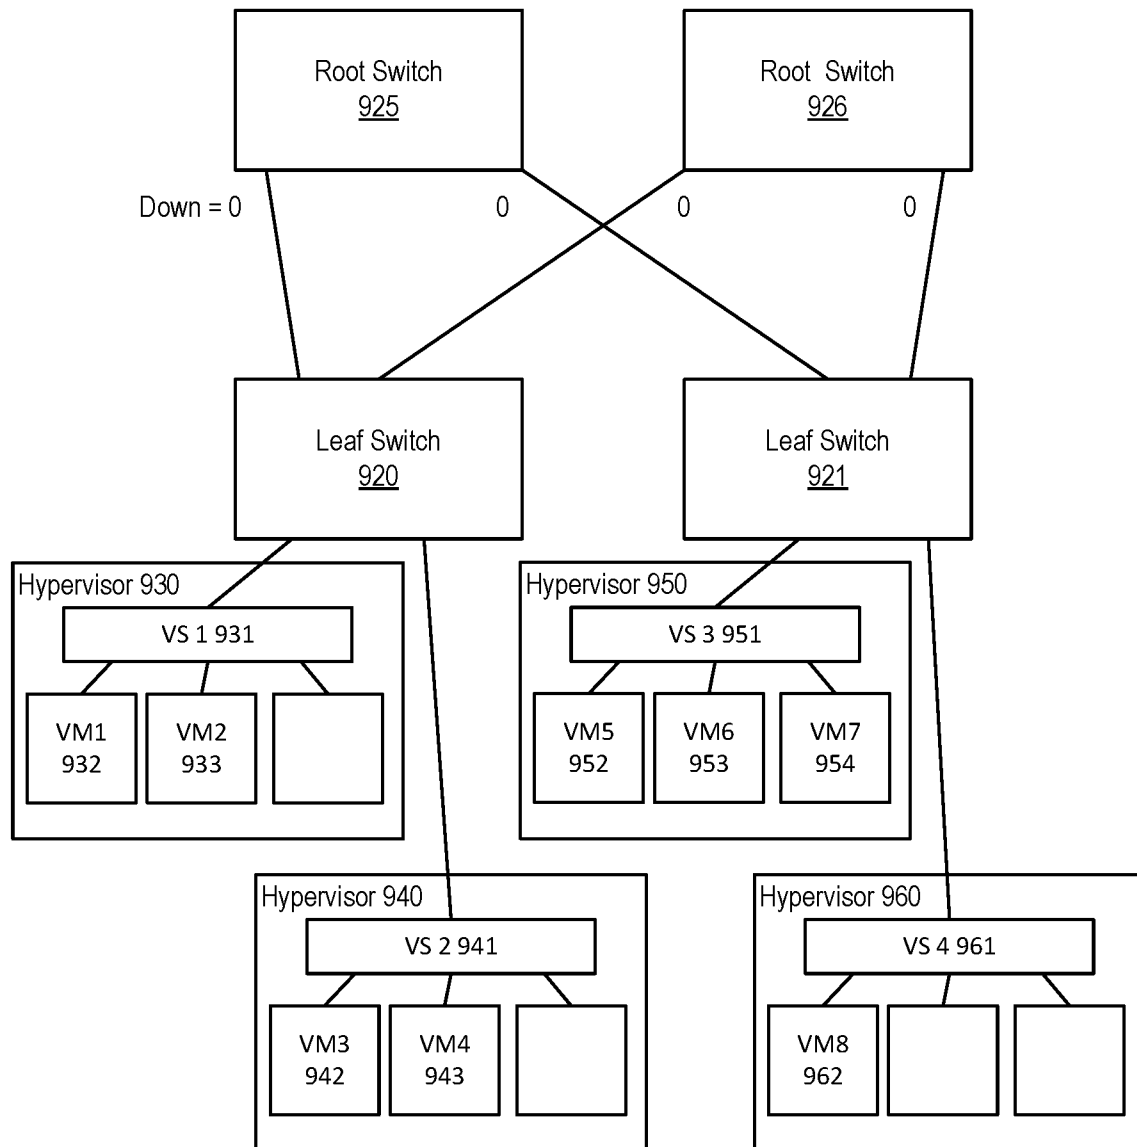 Root Switch
925
Root Switch
926
Down = 0
0
0
0
Leaf Switch
920
Leaf Switch
921
Hypervisor 930
VS 1 931
VM1
932
VM2
933
Hypervisor 950
VS 3 951
VM5
952
VM6
953
VM7
954
Hypervisor 940
VS 2 941
VM3
942
VM4
943
Hypervisor 960
VS 4 961
VM8
962